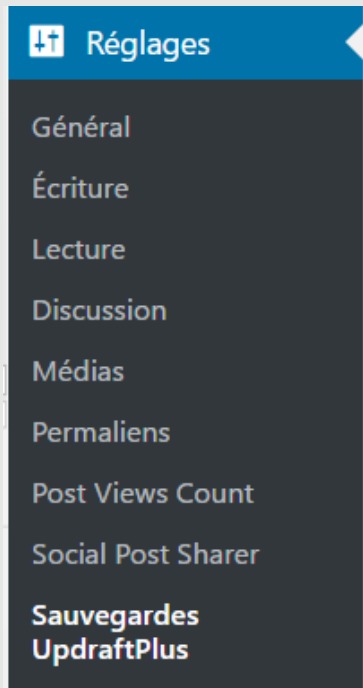 Réglages
Général
Écriture
Lecture
Discussion
Médias
Permaliens
Post Views Count
Social Post Sharer
Sauvegardes
UpdraftPlus